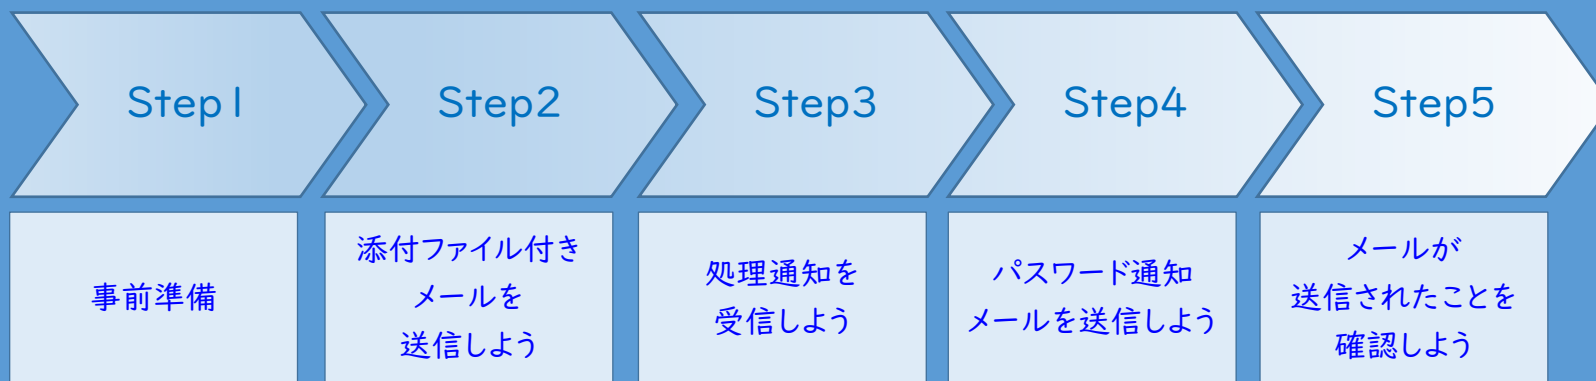 Step1
Step2
Step3
Step4
Step5
事前準備
添付ファイル付き
メールを
送信しよう
処理通知を
受信しよう
パスワード通知
メールを送信しよう
メールが
送信されたことを
確認しよう